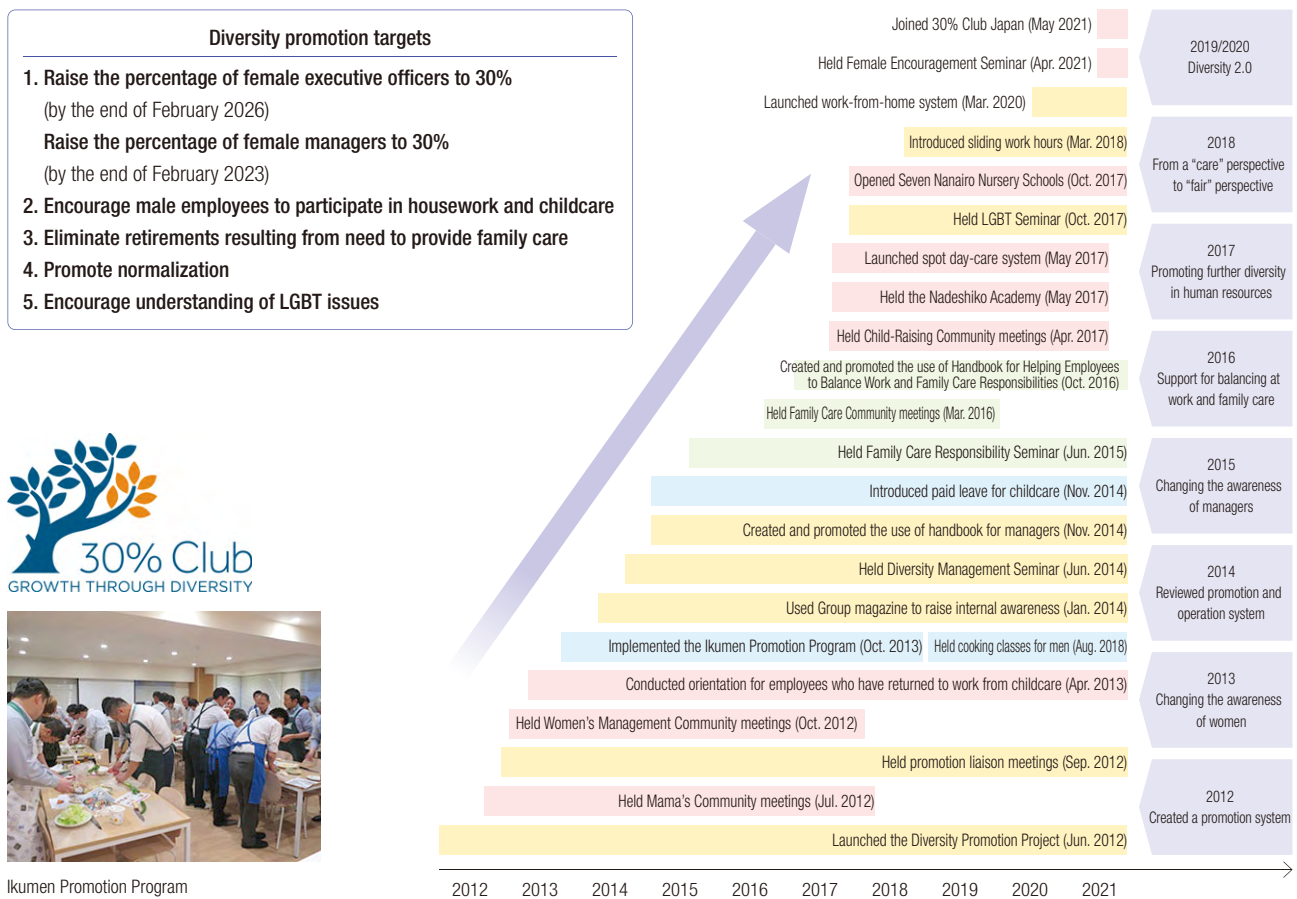 Diversity promotion targets
1. Raise the percentage of female executive officers to 30%
(by the end of February 2026)
Raise the percentage of female managers to 30%
(by the end of February 2023)
2. Encourage male employees to participate in housework and childcare
3. Eliminate retirements resulting from need to provide family care
4. Promote normalization
5. Encourage understanding of LGBT issues
30% Club
GROWTH THROUGH DIVERSITY
Ikumen Promotion Program
Joined 30% Club Japan (May 2021)
Held Female Encouragement Seminar (Apr. 2021)
Launched work-from-home system (Mar. 2020)
Introduced sliding work hours (Mar. 2018)
Opened Seven Nanairo Nursery Schools (Oct. 2017)
Held LGBT Seminar (Oct. 2017)
Launched spot day-care system (May 2017)
Held the Nadeshiko Academy (May 2017)
Held Child-Raising Community meetings (Apr. 2017)
Created and promoted the use of Handbook for Helping Employees
to Balance Work and Family Care Responsibilities (Oct. 2016)
Held Family Care Community meetings (Mar. 2016)
Held Family Care Responsibility Seminar (Jun. 2015)
Introduced paid leave for childcare (Nov. 2014)
Created and promoted the use of handbook for managers (Nov. 2014)
Held Diversity Management Seminar (Jun. 2014)
Used Group magazine to raise internal awareness (Jan. 2014)
Implemented the Ikumen Promotion Program (Oct. 2013)
Held cooking classes for men (Aug. 2018)
Conducted orientation for employees who have returned to work from childcare (Apr. 2013)
Held Women's Management Community meetings (Oct. 2012)
Held promotion liaison meetings (Sep. 2012)
Held Mama's Community meetings (Jul. 2012)
Launched the Diversity Promotion Project (Jun. 2012)
2012 2013 2014 2015 2016 2017 2018 2019 2020 2021
2019/2020
Diversity 2.0
2018
From a “care” perspective
to “fair” perspective
2017
Promoting further diversity
in human resources
2016
Support for balancing at
work and family care
2015
Changing the awareness
of managers
2014
Reviewed promotion and
operation system
2013
Changing the awareness
of women
2012
Created a promotion system